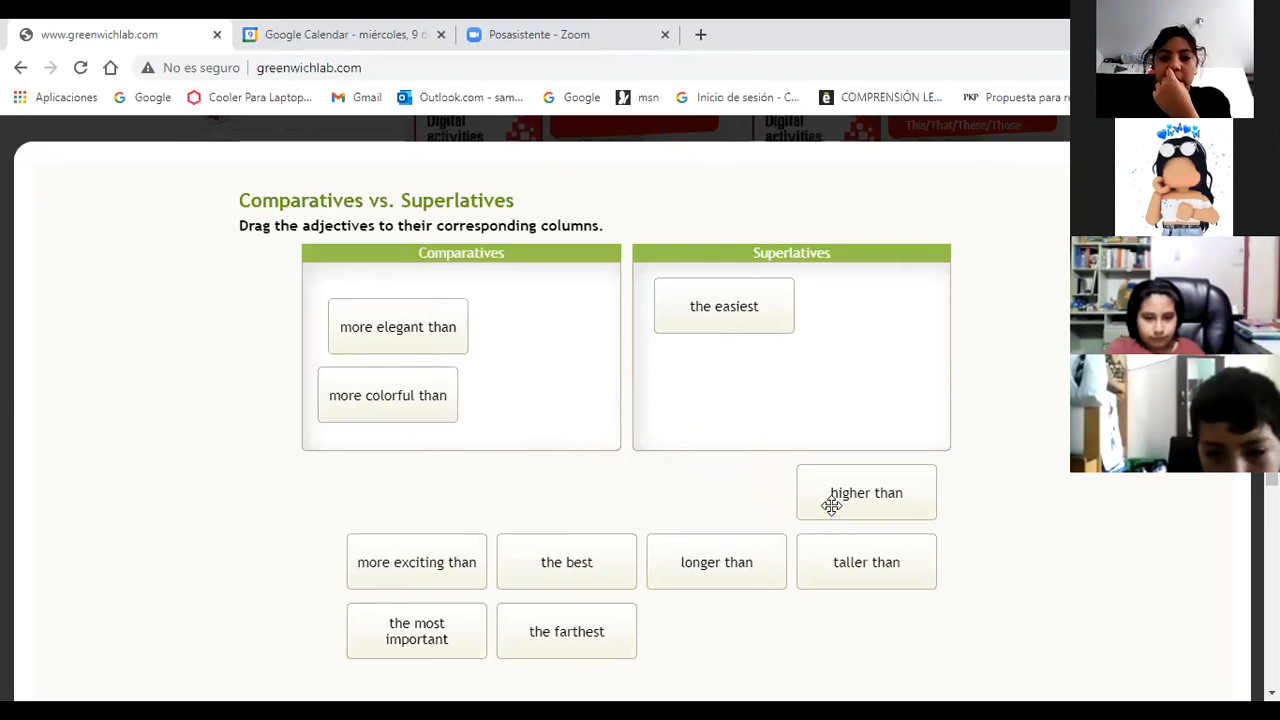 www.greenwichlab.com
Google Calendar - miércoles, 9 d
Posasistente - Zoom
No es seguro
greenwichlab.com
Aplicaciones
Google
Cooler Para Laptop...
Gmail
Outlook.com - sam...
Google
msn
Inicio de sesión - C...
COMPRENSIÓN LE...
PKP
Propuesta para re
Digital
activities
Digital
activities
This/That/These/These
Comparatives vs. Superlatives
Drag the adjectives to their corresponding columns.
Comparatives
Superlatives
more elegant than
the easiest
more colorful than
higher than
more exciting than
the best
longer than
taller than
the most
important
the farthest